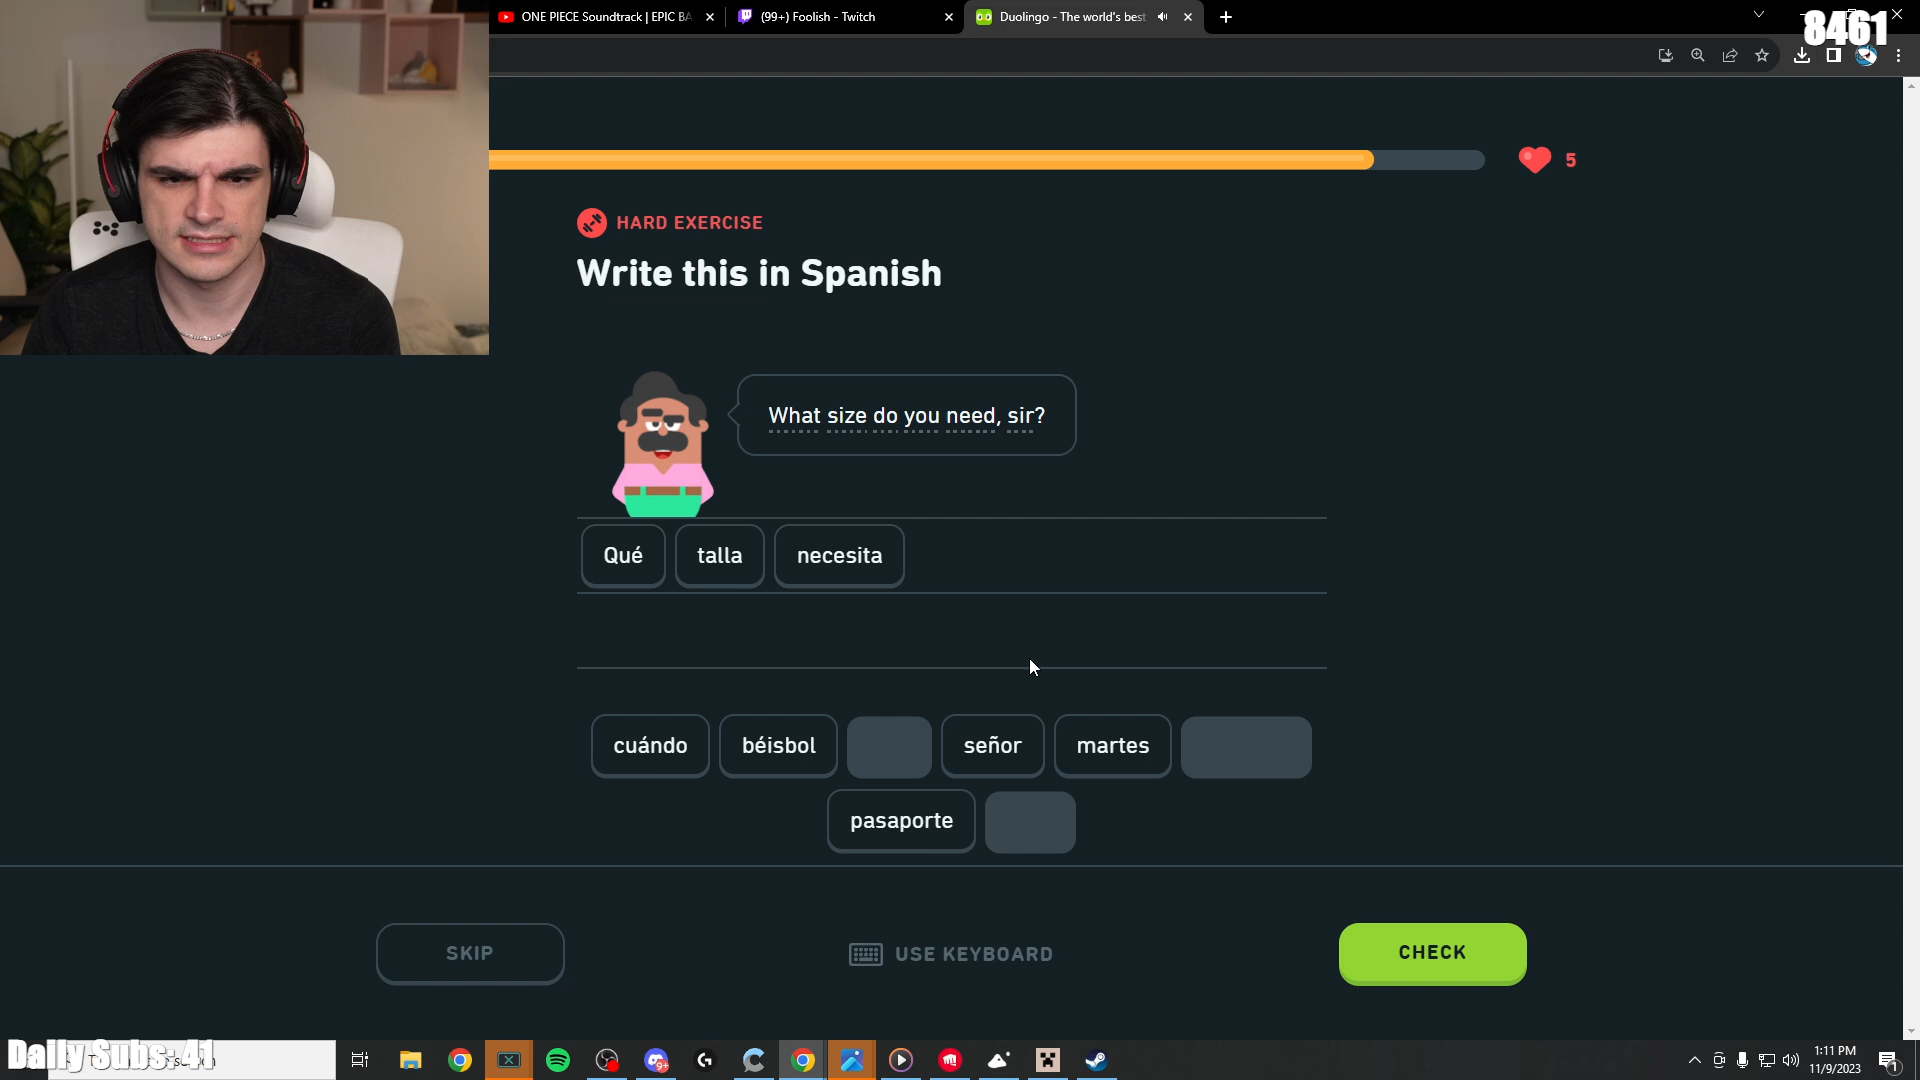 ONE PIECE Soundtrack | EPIC BA
(99+) Foolish - Twitch
Duolingo - The world's best
8461
5
HARD EXERCISE
Write this in Spanish
What size do you need, sir?
Qué talla necesita
cuándo béisbol señor martes
pasaporte
SKIP
USE KEYBOARD
CHECK
Daily Subs: 41
9+
1:11 PM
11/9/2023
1